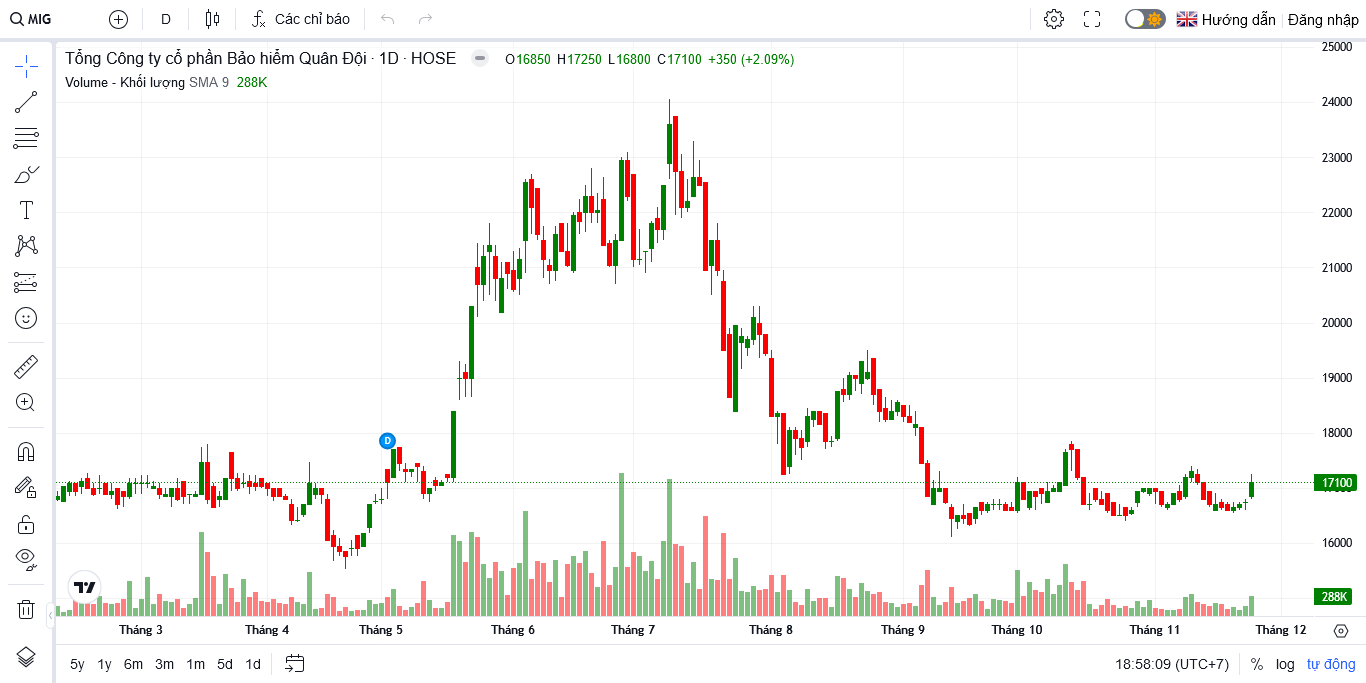 MIG D Các chỉ báo Hướng dẫn Đăng nhập
Tổng Công ty cổ phần Bảo hiểm Quân Đội · 1D · HOSE O16850 H17250 L16800 C17100 +350 (+2.09%)
Volume - Khối lượng SMA 9 288K
25000
24000
23000
22000
21000
20000
19000
18000
17100
16000
288K
D
Tháng 3 Tháng 4 Tháng 5 Tháng 6 Tháng 7 Tháng 8 Tháng 9 Tháng 10 Tháng 11 Tháng 12
5y 1y 6m 3m 1m 5d 1d 18:58:09 (UTC+7) % log tự động